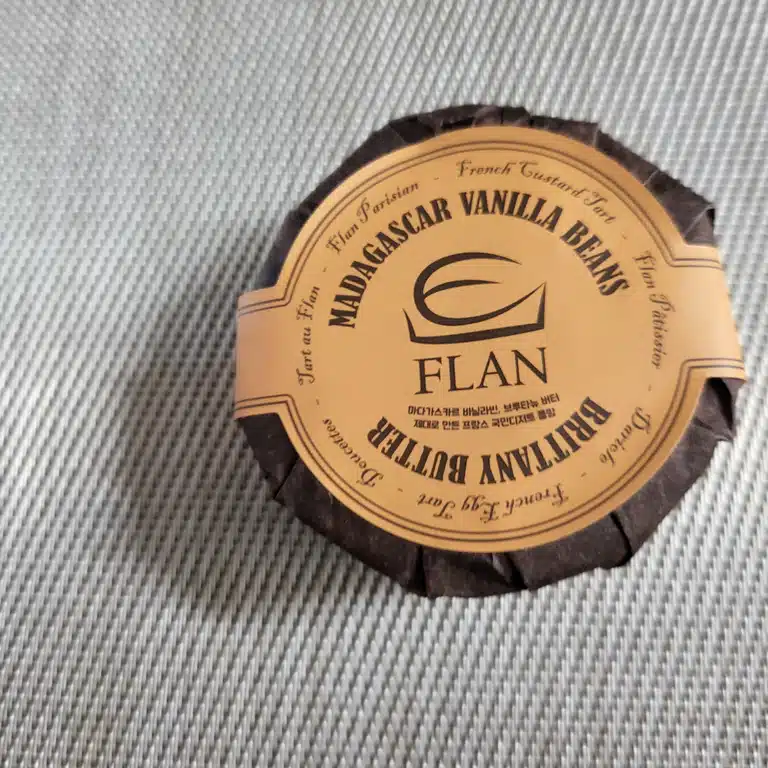 Tart au Flan - Flan Parisian - French Custard Tart - Flan Pâtissier - Dariole - French Egg Tart - Doucettes -
MADAGASCAR VANILLA BEANS
FLAN
마다가스카르 바닐라빈, 브루타뉴 버터
제대로 만든 프랑스 국민디저트 플랑
BRITTANY BUTTER